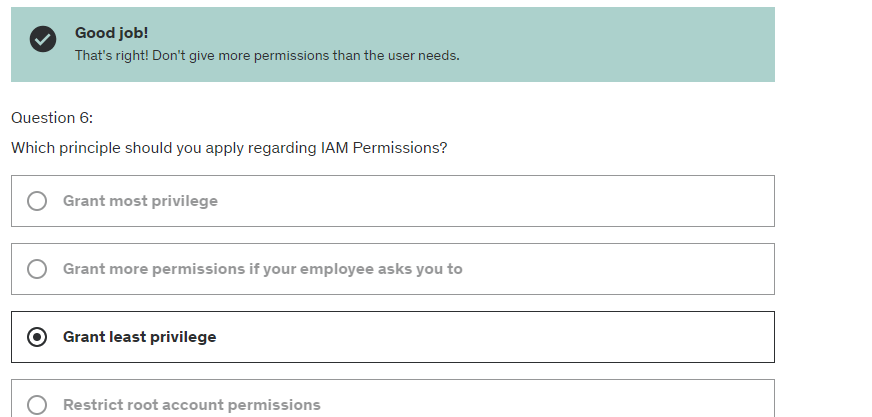 Good job!
That's right! Don't give more permissions than the user needs.
Question 6:
Which principle should you apply regarding IAM Permissions?
Grant most privilege
Grant more permissions if your employee asks you to
Grant least privilege
Restrict root account permissions